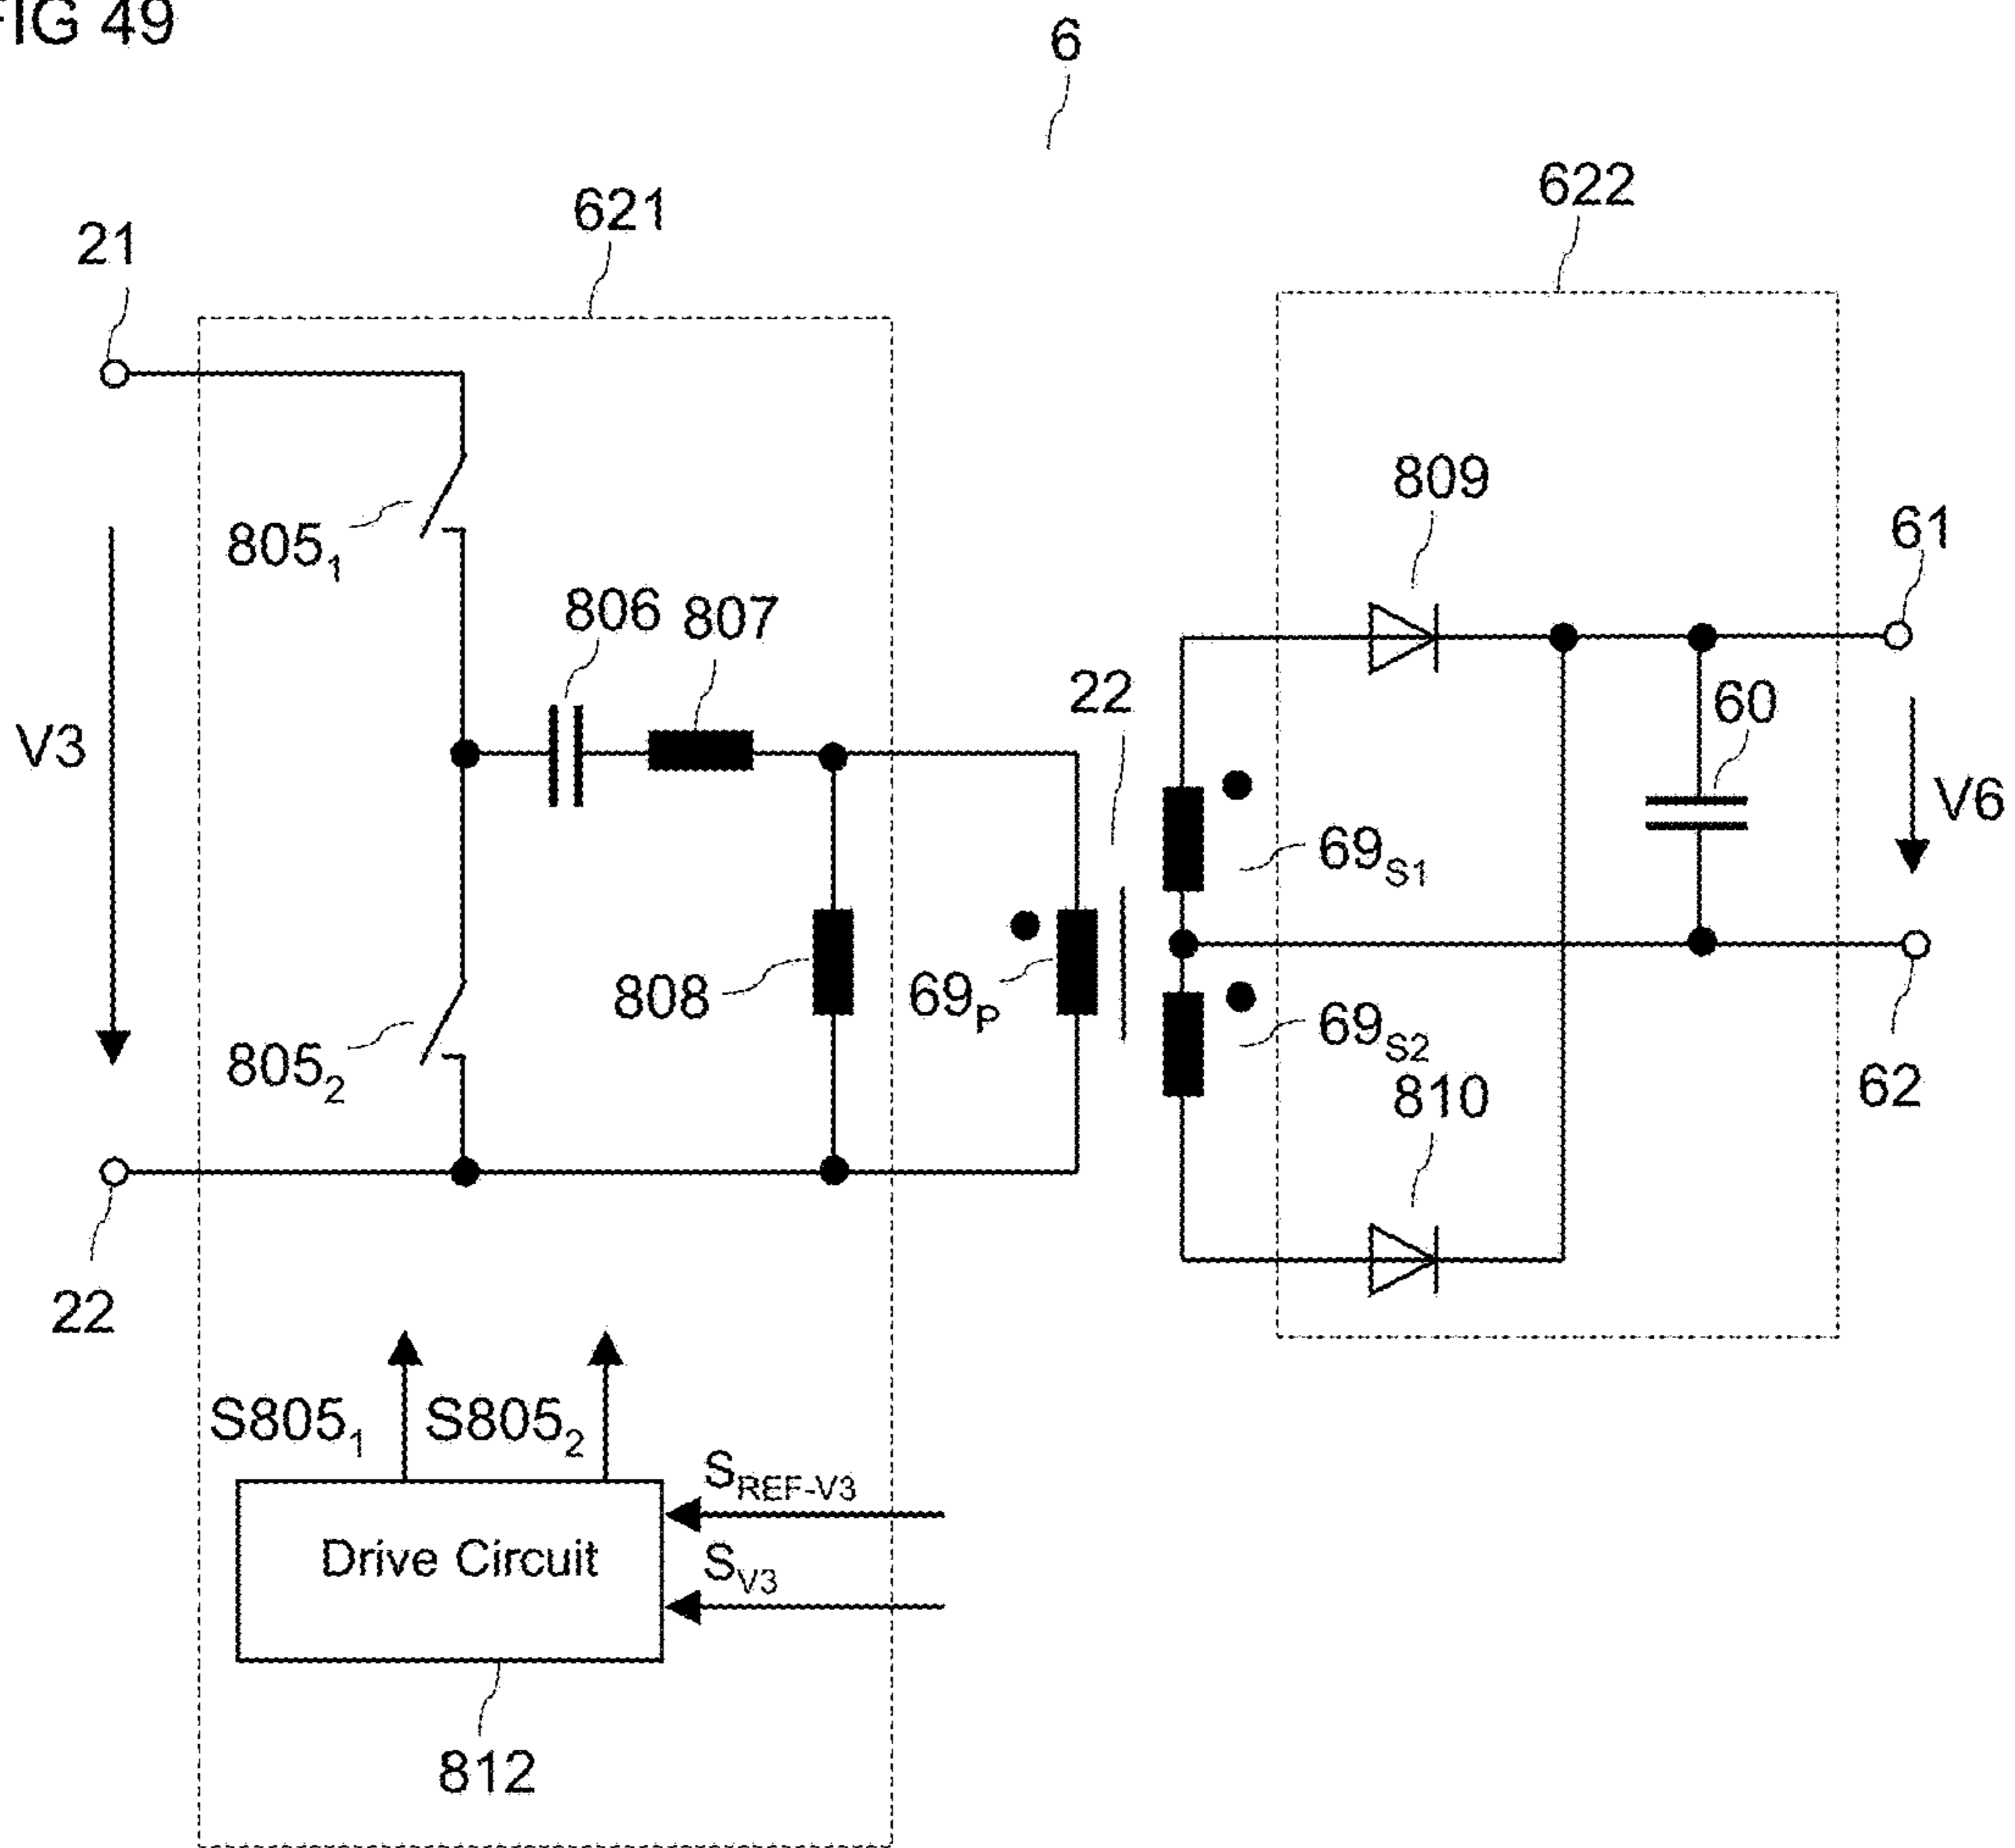 FIG 49
6
622
621
21
809
61
805₁
806 807
22
60
V3
V6
69S1
808
69P
69S2
805₂
810
62
22
S805₁ S805₂
SREF-V3
Drive Circuit
SV3
812